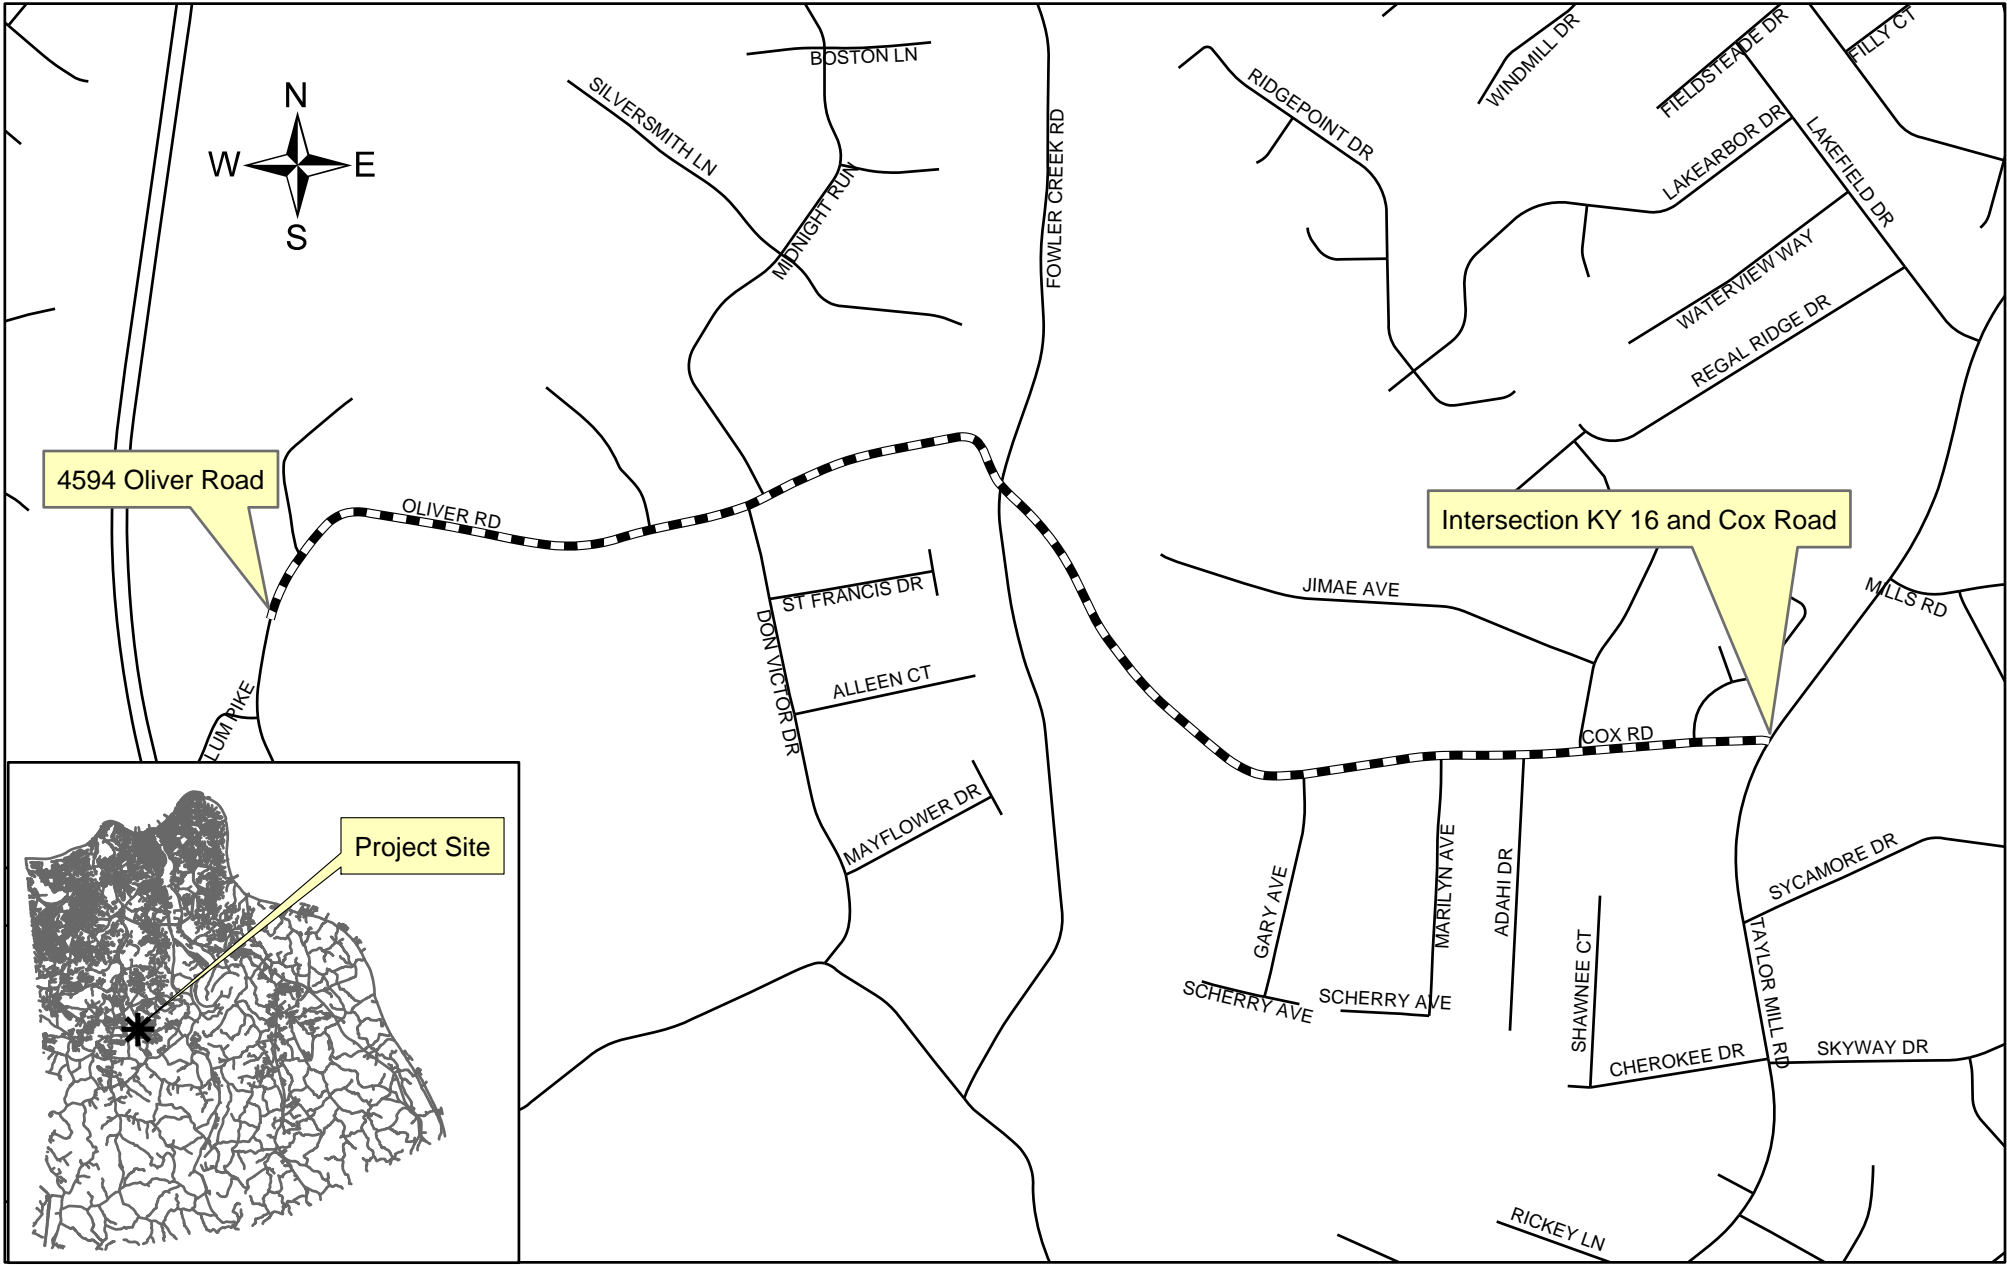 BOSTON LN
SILVERSMITH LN
MIDNIGHT RUN
FOWLER CREEK RD
RIDGEPOINT DR
WINDMILL DR
FIELDSTEADE DR
FILLY CT
LAKEARBOR DR
LAKEFIELD DR
WATERVIEW WAY
REGAL RIDGE DR
N
W
E
S
4594 Oliver Road
OLIVER RD
Intersection KY 16 and Cox Road
ST FRANCIS DR
DON VICTOR DR
ALLEEN CT
MAYFLOWER DR
JIMAE AVE
MILLS RD
COX RD
LUM PIKE
Project Site
GARY AVE
MARILYN AVE
ADAHI DR
SHAWNEE CT
SCHERRY AVE
SCHERRY AVE
SYCAMORE DR
TAYLOR MILL RD
CHEROKEE DR
SKYWAY DR
RICKEY LN